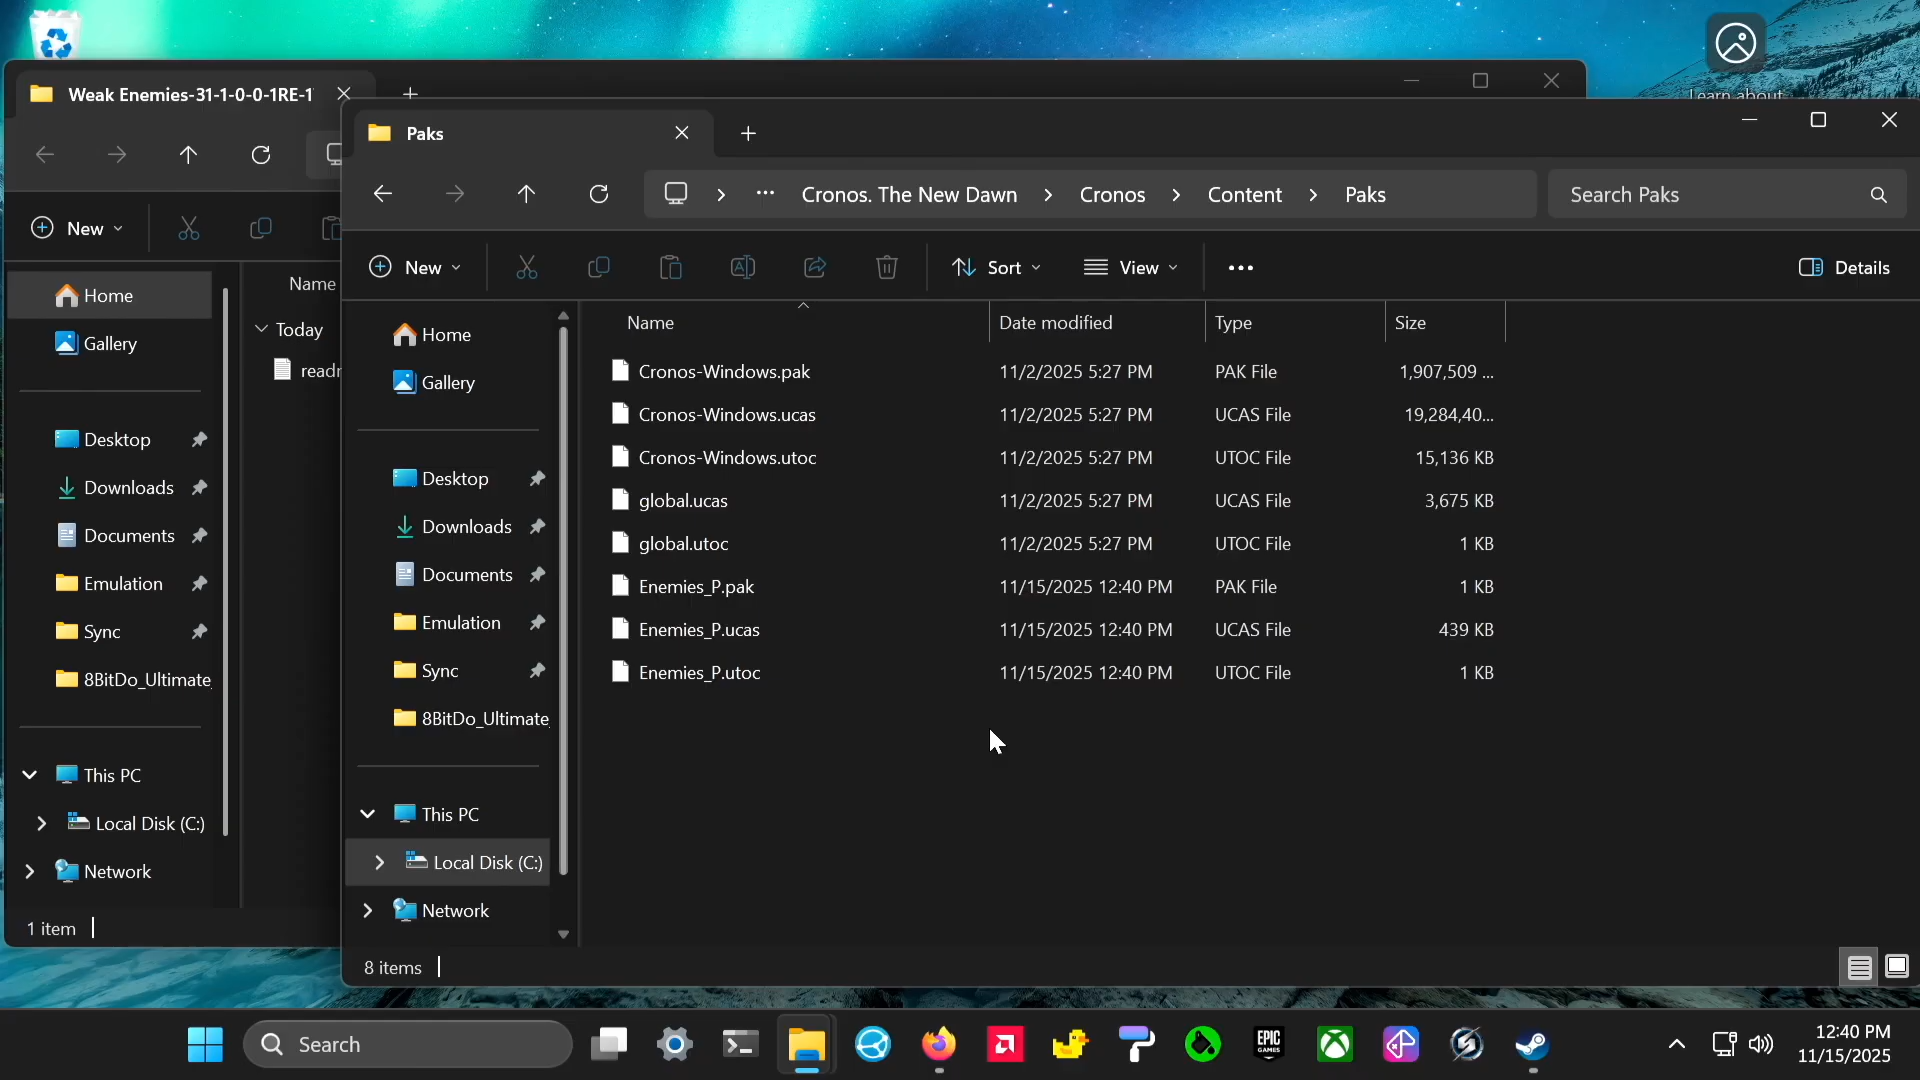 Learn about
Weak Enemies-31-1-0-0-1RE-1
New
Home
Gallery
Desktop
Downloads
Documents
Emulation
Sync
8BitDo_Ultimate_
This PC
Local Disk (C:)
Network
1 item
Name
Today
readr
Paks
… Cronos. The New Dawn > Cronos > Content > Paks
Search Paks
New
Sort
View
Details
Home
Gallery
Desktop
Downloads
Documents
Emulation
Sync
8BitDo_Ultimate_
This PC
Local Disk (C:)
Network
Name Date modified Type Size
Cronos-Windows.pak 11/2/2025 5:27 PM PAK File 1,907,509 ...
Cronos-Windows.ucas 11/2/2025 5:27 PM UCAS File 19,284,40...
Cronos-Windows.utoc 11/2/2025 5:27 PM UTOC File 15,136 KB
global.ucas 11/2/2025 5:27 PM UCAS File 3,675 KB
global.utoc 11/2/2025 5:27 PM UTOC File 1 KB
Enemies_P.pak 11/15/2025 12:40 PM PAK File 1 KB
Enemies_P.ucas 11/15/2025 12:40 PM UCAS File 439 KB
Enemies_P.utoc 11/15/2025 12:40 PM UTOC File 1 KB
8 items
Search
EPIC
GAMES
12:40 PM
11/15/2025